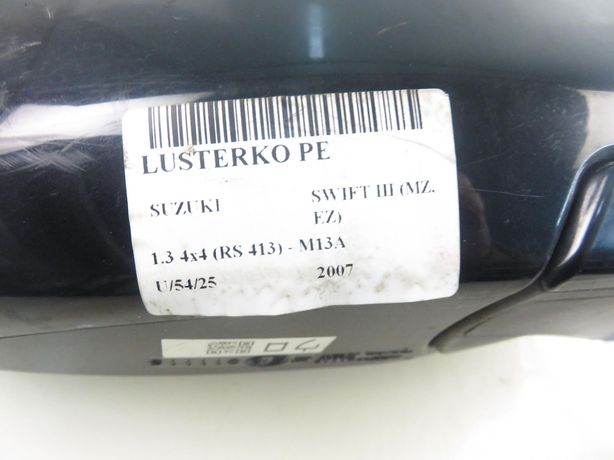 LUSTERKO PE
SUZUKI SWIFT III (MZ,
EZ)
1.3 4x4 (RS 413) - M13A
U/54/25 2007